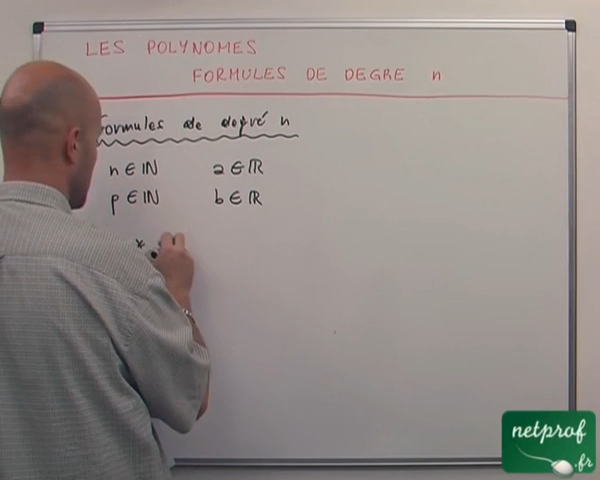 LES POLYNOMES
FORMULES DE DEGRE n
Formules de degré n
n ∈ ℕ a ∈ ℝ
p ∈ ℕ b ∈ ℝ
*
netprof
.fr